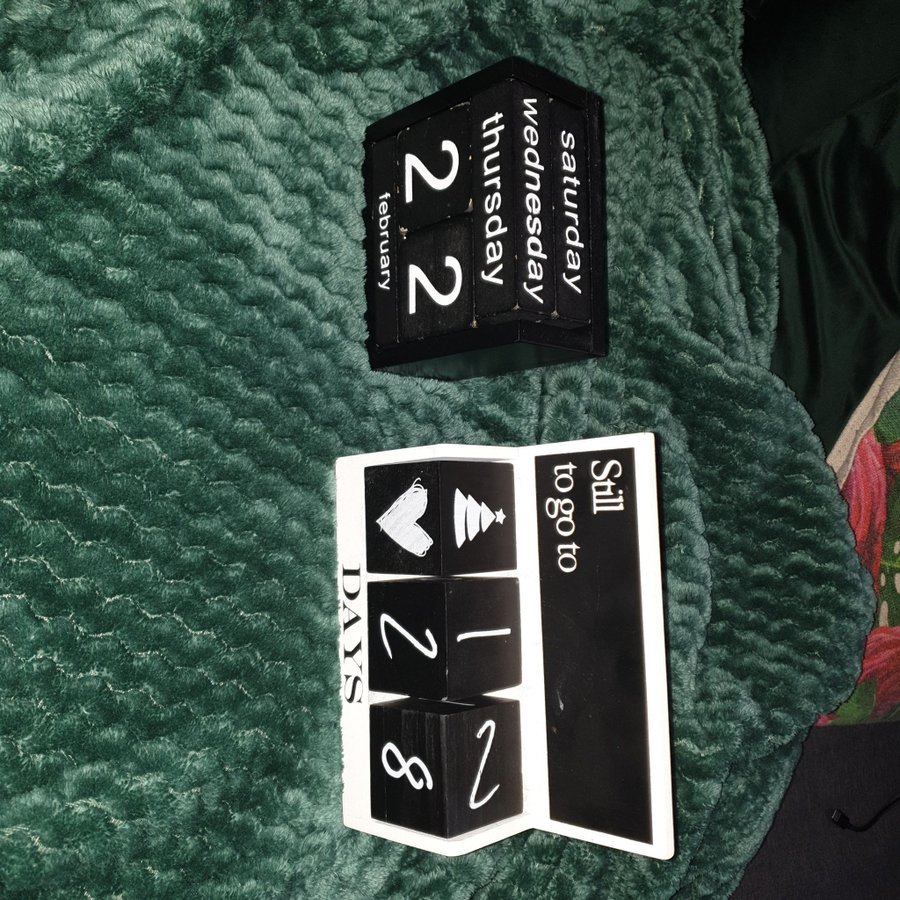 saturday
wednesday
thursday
2 2
february
Still
to go to
1 2
2 8
DAYS